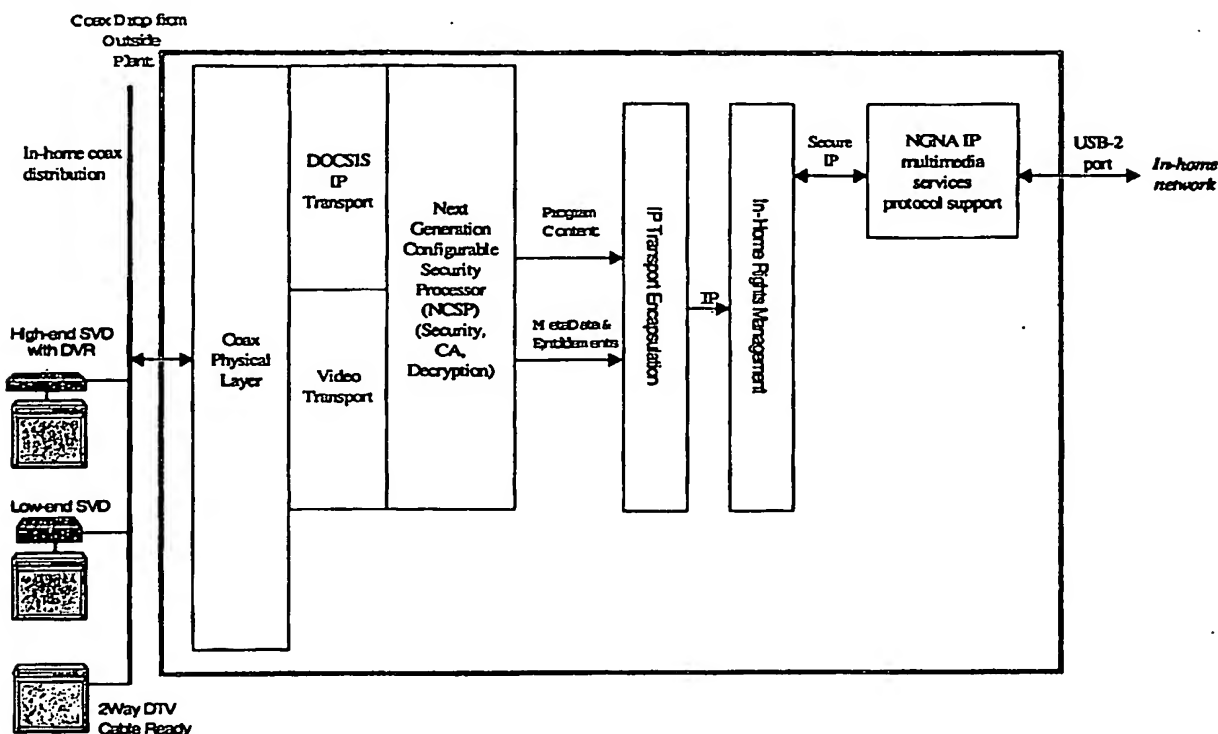 Coax Drop from
Outside
Plant
In-home coax
distribution
High-end SVD
with DVR
Low-end SVD
2Way DTV
Cable Ready
Coax
Physical
Layer
DOCSIS
IP
Transport
Video
Transport
Next
Generation
Configurable
Security
Processor
(NCSP)
(Security,
CA,
Decryption)
Program
Content
MetaData &
Entitlements
IP Transport Encapsulation
IP
In-Home Rights Management
Secure
IP
NGNA IP
multimedia
services
protocol support
USB-2
port
In-home
network